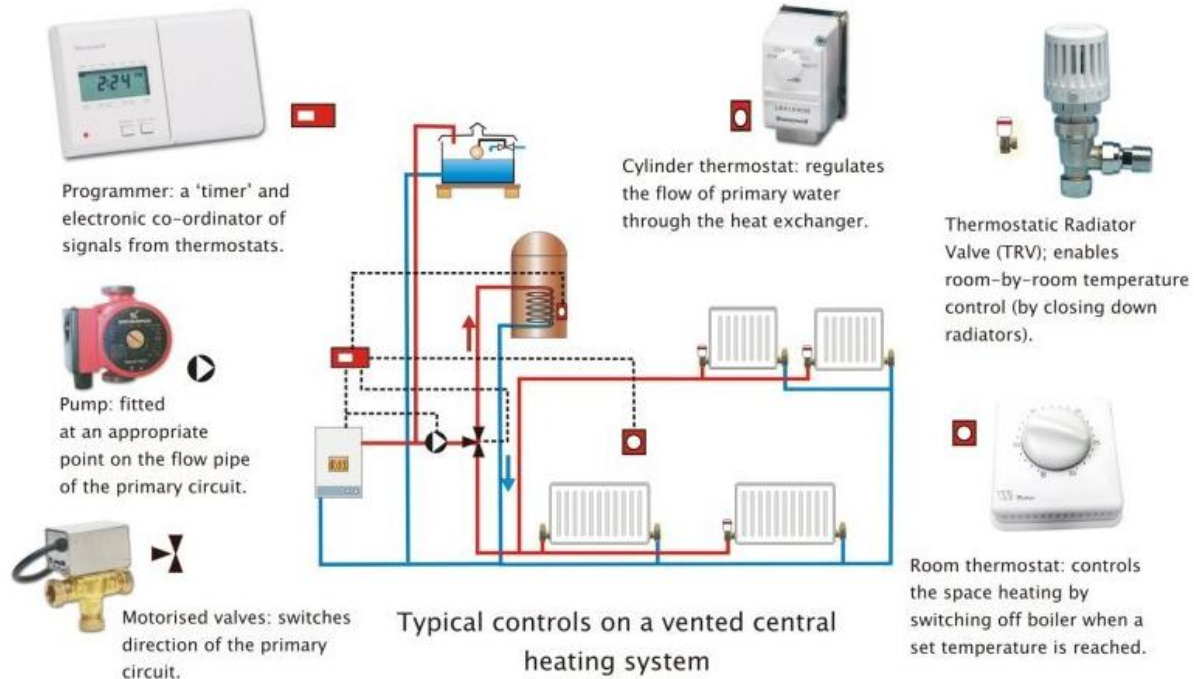 Honeywell
2:24
Programmer: a ‘timer’ and
electronic co-ordinator of
signals from thermostats.
Pump: fitted
at an appropriate
point on the flow pipe
of the primary circuit.
Motorised valves: switches
direction of the primary
circuit.
Cylinder thermostat: regulates
the flow of primary water
through the heat exchanger.
Honeywell
Thermostatic Radiator
Valve (TRV); enables
room-by-room temperature
control (by closing down
radiators).
Room thermostat: controls
the space heating by
switching off boiler when a
set temperature is reached.
Typical controls on a vented central
heating system